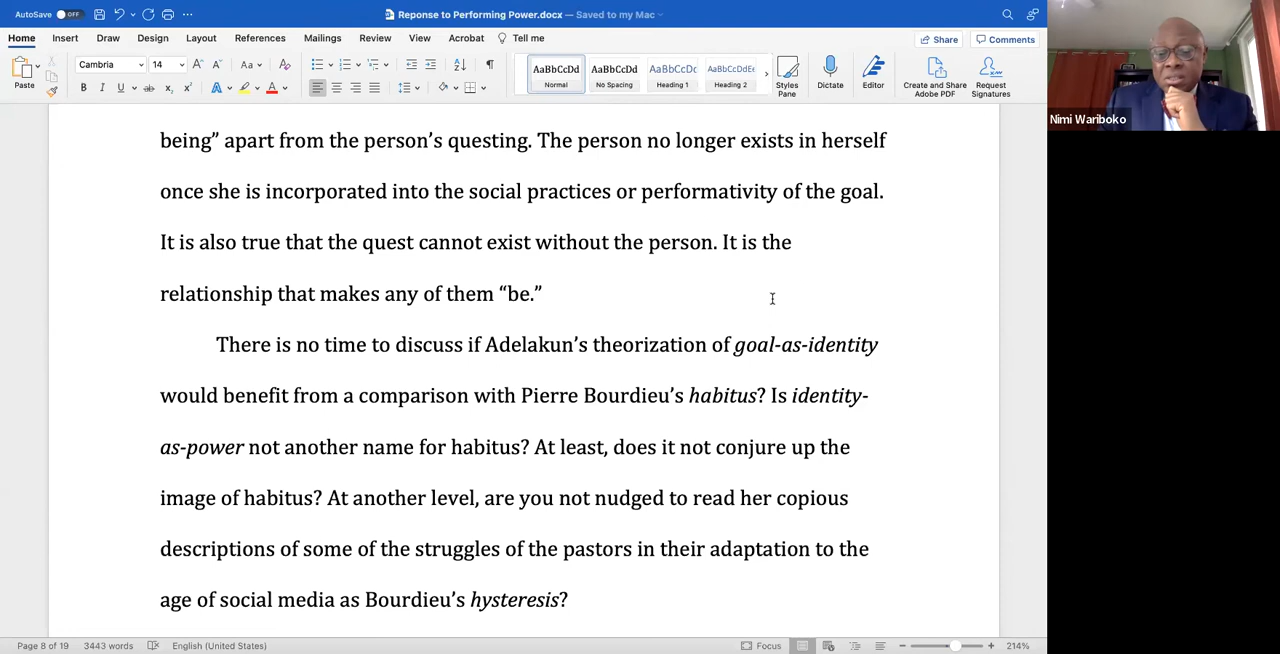 AutoSave OFF
Reponse to Performing Power.docx — Saved to my Mac
Home Insert Draw Design Layout References Mailings Review View Acrobat Tell me
Share Comments
Paste
Cambria 14
AaBbCcDd Normal
AaBbCcDd No Spacing
AaBbCcDc Heading 1
AaBbCcDdEe Heading 2
Styles Pane
Dictate
Editor
Create and Share Adobe PDF
Request Signatures
Nimi Wariboko
being” apart from the person’s questing. The person no longer exists in herself
once she is incorporated into the social practices or performativity of the goal.
It is also true that the quest cannot exist without the person. It is the
relationship that makes any of them “be.”
There is no time to discuss if Adelakun’s theorization of goal-as-identity
would benefit from a comparison with Pierre Bourdieu’s habitus? Is identity-
as-power not another name for habitus? At least, does it not conjure up the
image of habitus? At another level, are you not nudged to read her copious
descriptions of some of the struggles of the pastors in their adaptation to the
age of social media as Bourdieu’s hysteresis?
Page 8 of 19 3443 words English (United States) Focus 214%